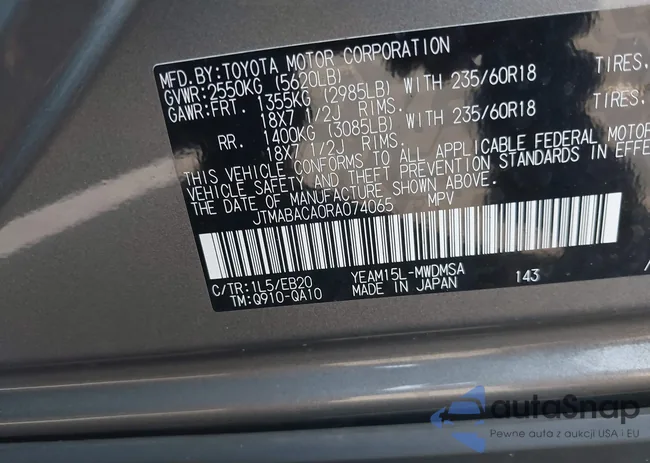 MFD.BY:TOYOTA MOTOR CORPORATION
GVWR:2550KG (5620LB)
GAWR:FRT. 1355KG (2985LB) WITH 235/60R18 TIRES,
18X7 1/2J RIMS.
RR. 1400KG (3085LB) WITH 235/60R18 TIRES,
18X7 1/2J RIMS.
THIS VEHICLE CONFORMS TO ALL APPLICABLE FEDERAL MOTOR
VEHICLE SAFETY AND THEFT PREVENTION STANDARDS IN EFFE
ON THE DATE OF MANUFACTURE SHOWN ABOVE.
JTMABACA0RA074065 MPV
C/TR:1L5/EB20 YEAM15L-MWDMSA 143
TM:Q910-QA10 MADE IN JAPAN
autoSnap
Pewne auta z aukcji USA i EU